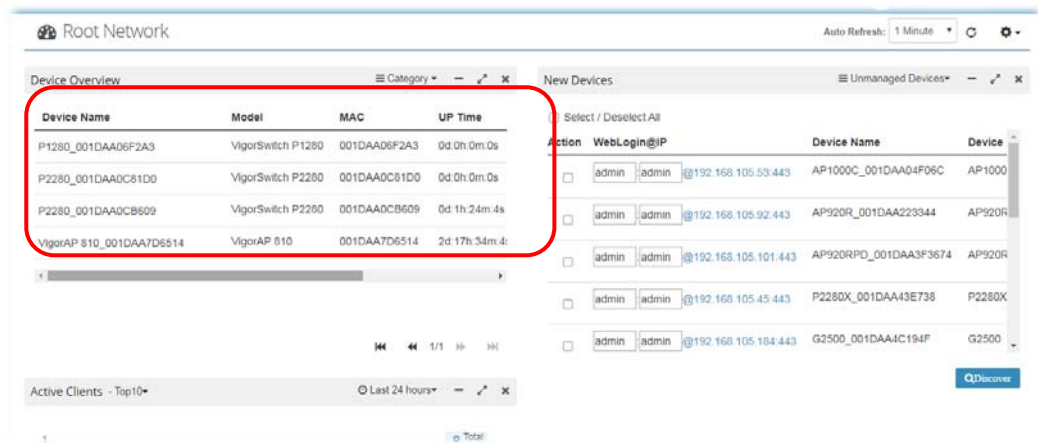 Root Network
Auto Refresh: 1 Minute
Device Overview
Category
Device Name Model MAC UP Time
P1280_001DAA06F2A3 VigorSwitch P1280 001DAA06F2A3 0d:0h:0m:0s
P2280_001DAA0C81D0 VigorSwitch P2280 001DAA0C81D0 0d:0h:0m:0s
P2280_001DAA0CB609 VigorSwitch P2280 001DAA0CB609 0d:1h:24m:4s
VigorAP 810_001DAA7D6514 VigorAP 810 001DAA7D6514 2d:17h:34m:4
1/1
Active Clients - Top10
Last 24 hours
1
Total
New Devices
Unmanaged Devices
Select / Deselect All
Action WebLogin@IP Device Name Device
admin : admin @192.168.105.53:443 AP1000C_001DAA04F06C AP1000
admin : admin @192.168.105.92:443 AP920R_001DAA223344 AP920R
admin : admin @192.168.105.101:443 AP920RPD_001DAA3F3674 AP920R
admin : admin @192.168.105.45:443 P2280X_001DAA43E738 P2280X
admin : admin @192.168.105.184:443 G2500_001DAA4C194F G2500
Discover